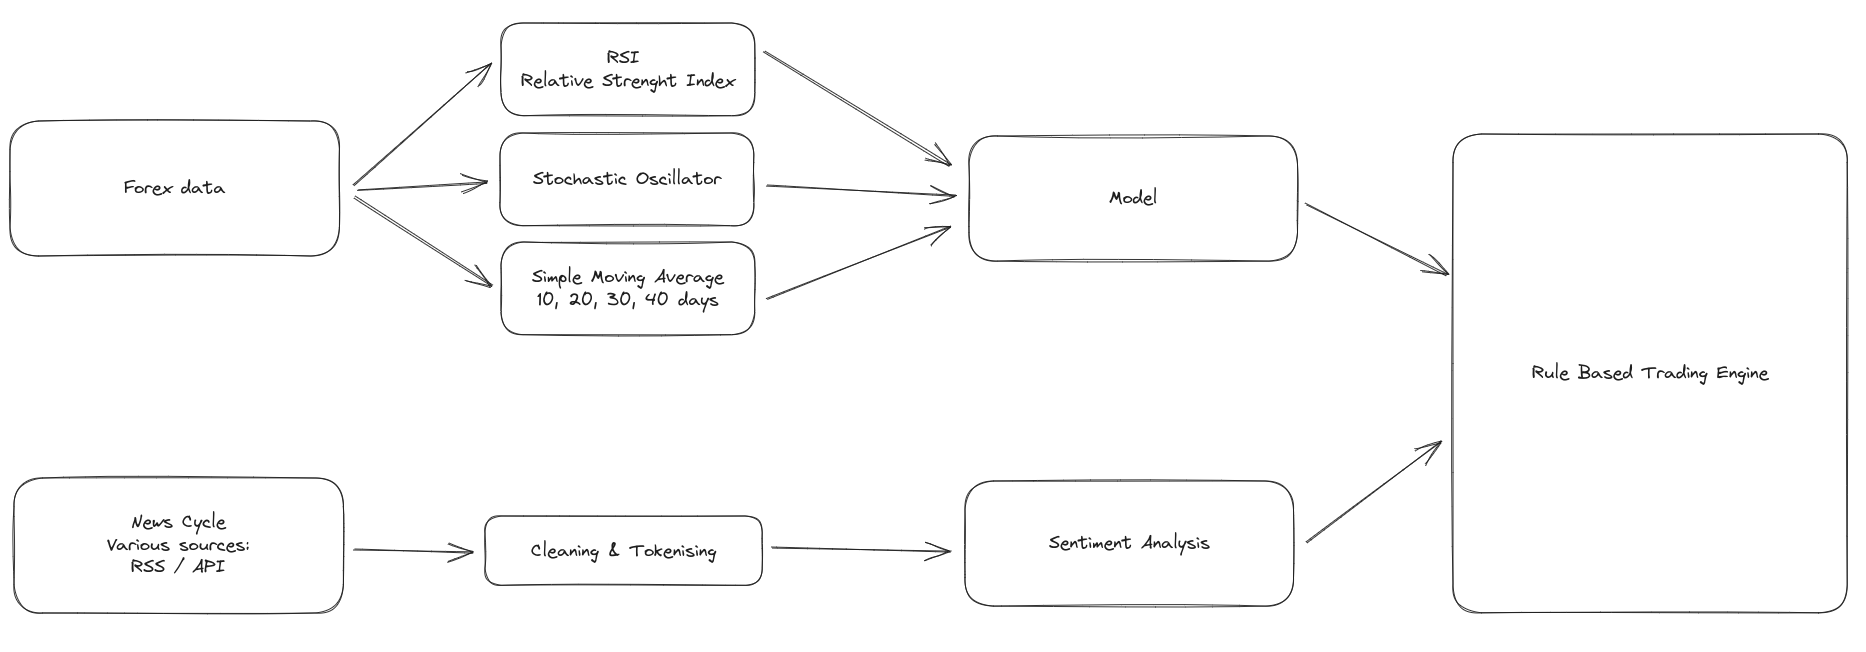 RSI
Relative Strenght Index
Forex data
Stochastic Oscillator
Simple Moving Average
10, 20, 30, 40 days
Model
Rule Based Trading Engine
News Cycle
Various sources:
RSS / API
Cleaning & Tokenising
Sentiment Analysis